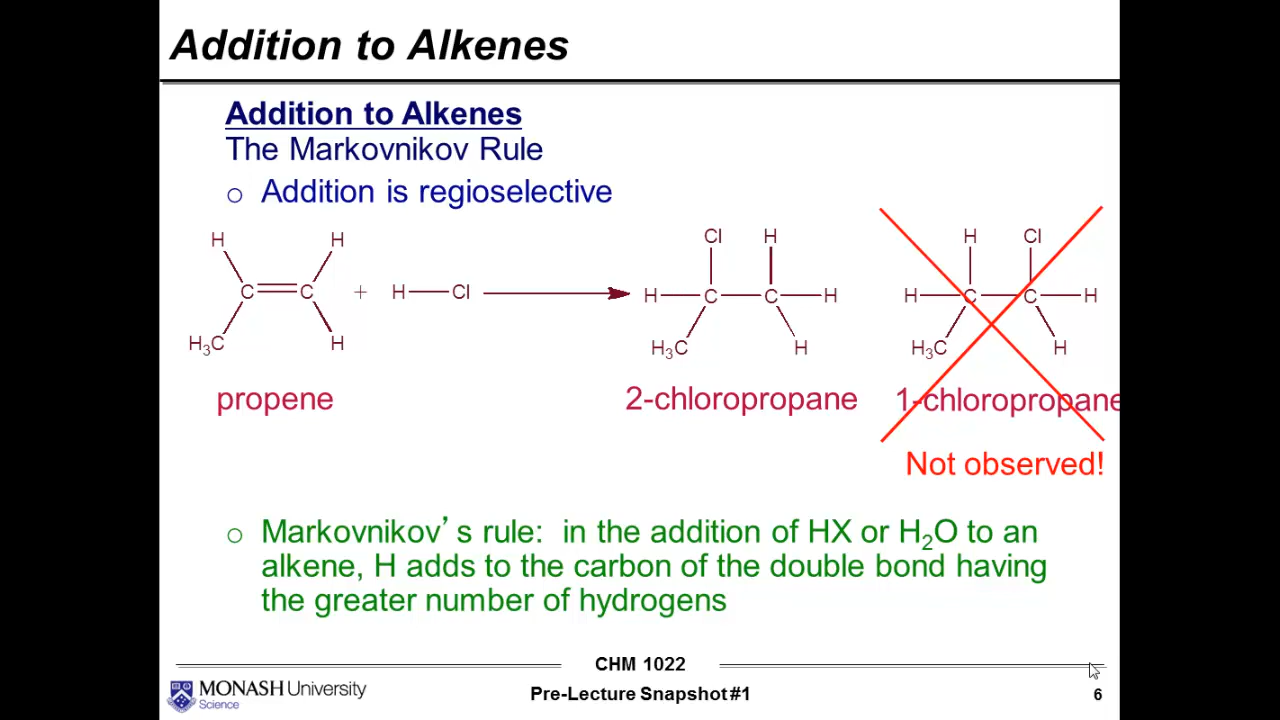 Addition to Alkenes
Addition to Alkenes
The Markovnikov Rule
o Addition is regioselective
H H Cl H H Cl
C C + H Cl H C C H H C C H
H₃C H H₃C H H₃C H
propene 2-chloropropane 1-chloropropane
Not observed!
o Markovnikov’s rule: in the addition of HX or H₂O to an
alkene, H adds to the carbon of the double bond having
the greater number of hydrogens
CHM 1022
MONASH University
Science
Pre-Lecture Snapshot #1
6